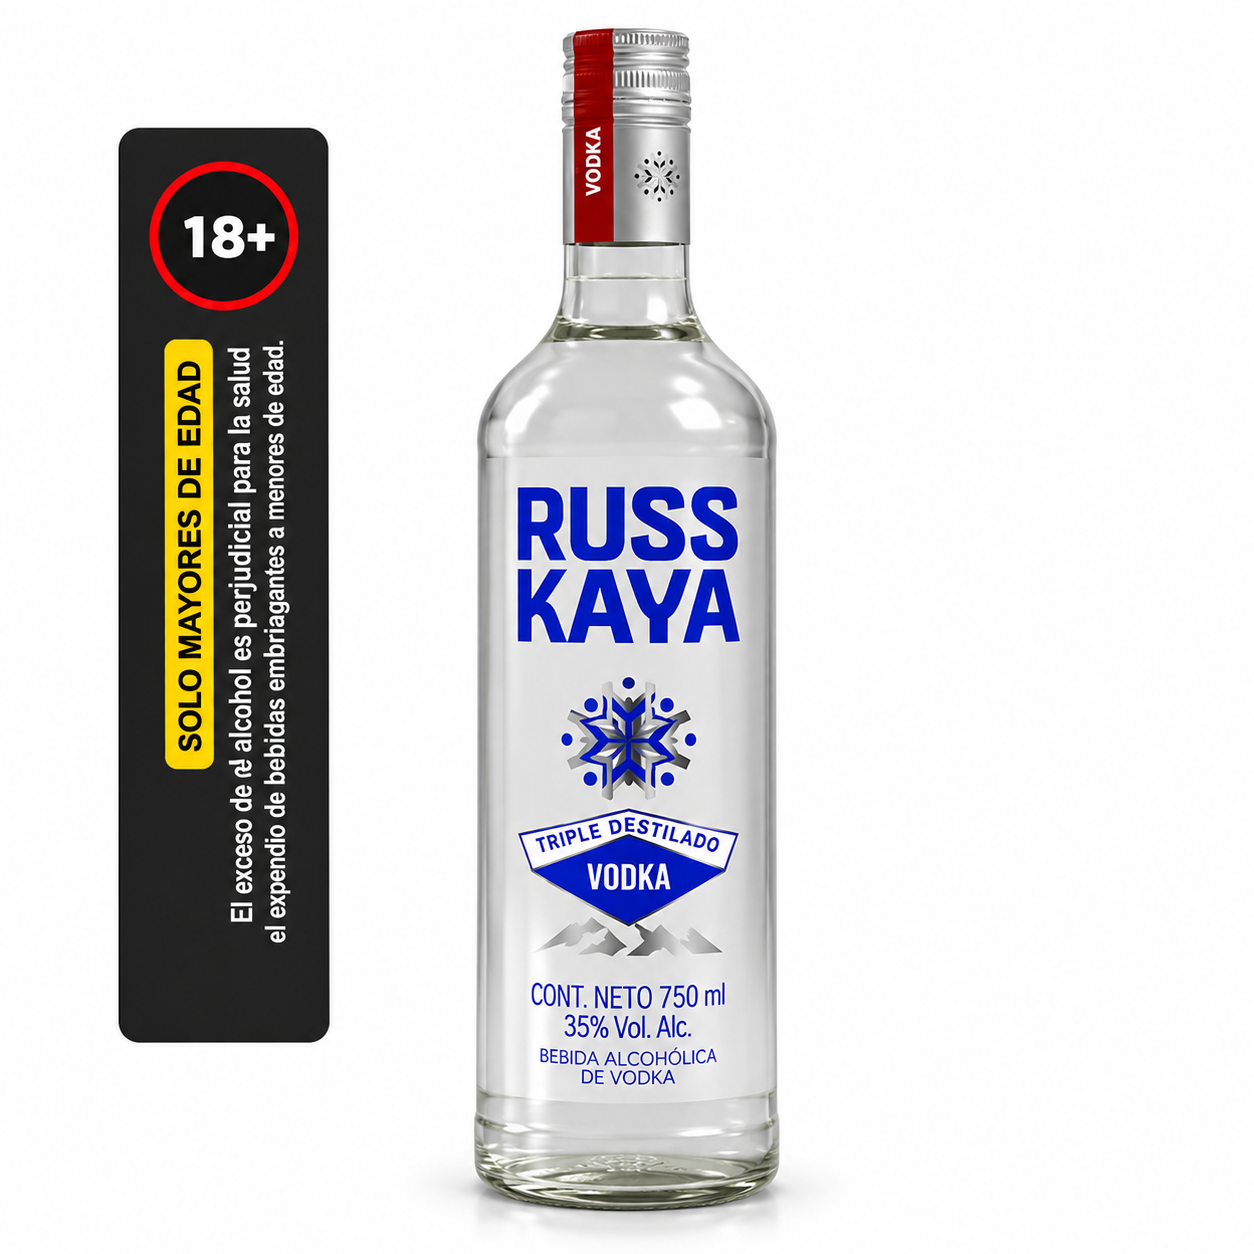 18+
SOLO MAYORES DE EDAD
El exceso de alcohol es perjudicial para la salud
el expendio de bebidas embriagantes a menores de edad.
VODKA
RUSS
KAYA
TRIPLE DESTILADO
VODKA
CONT. NETO 750 ml
35% Vol. Alc.
BEBIDA ALCOHÓLICA
DE VODKA